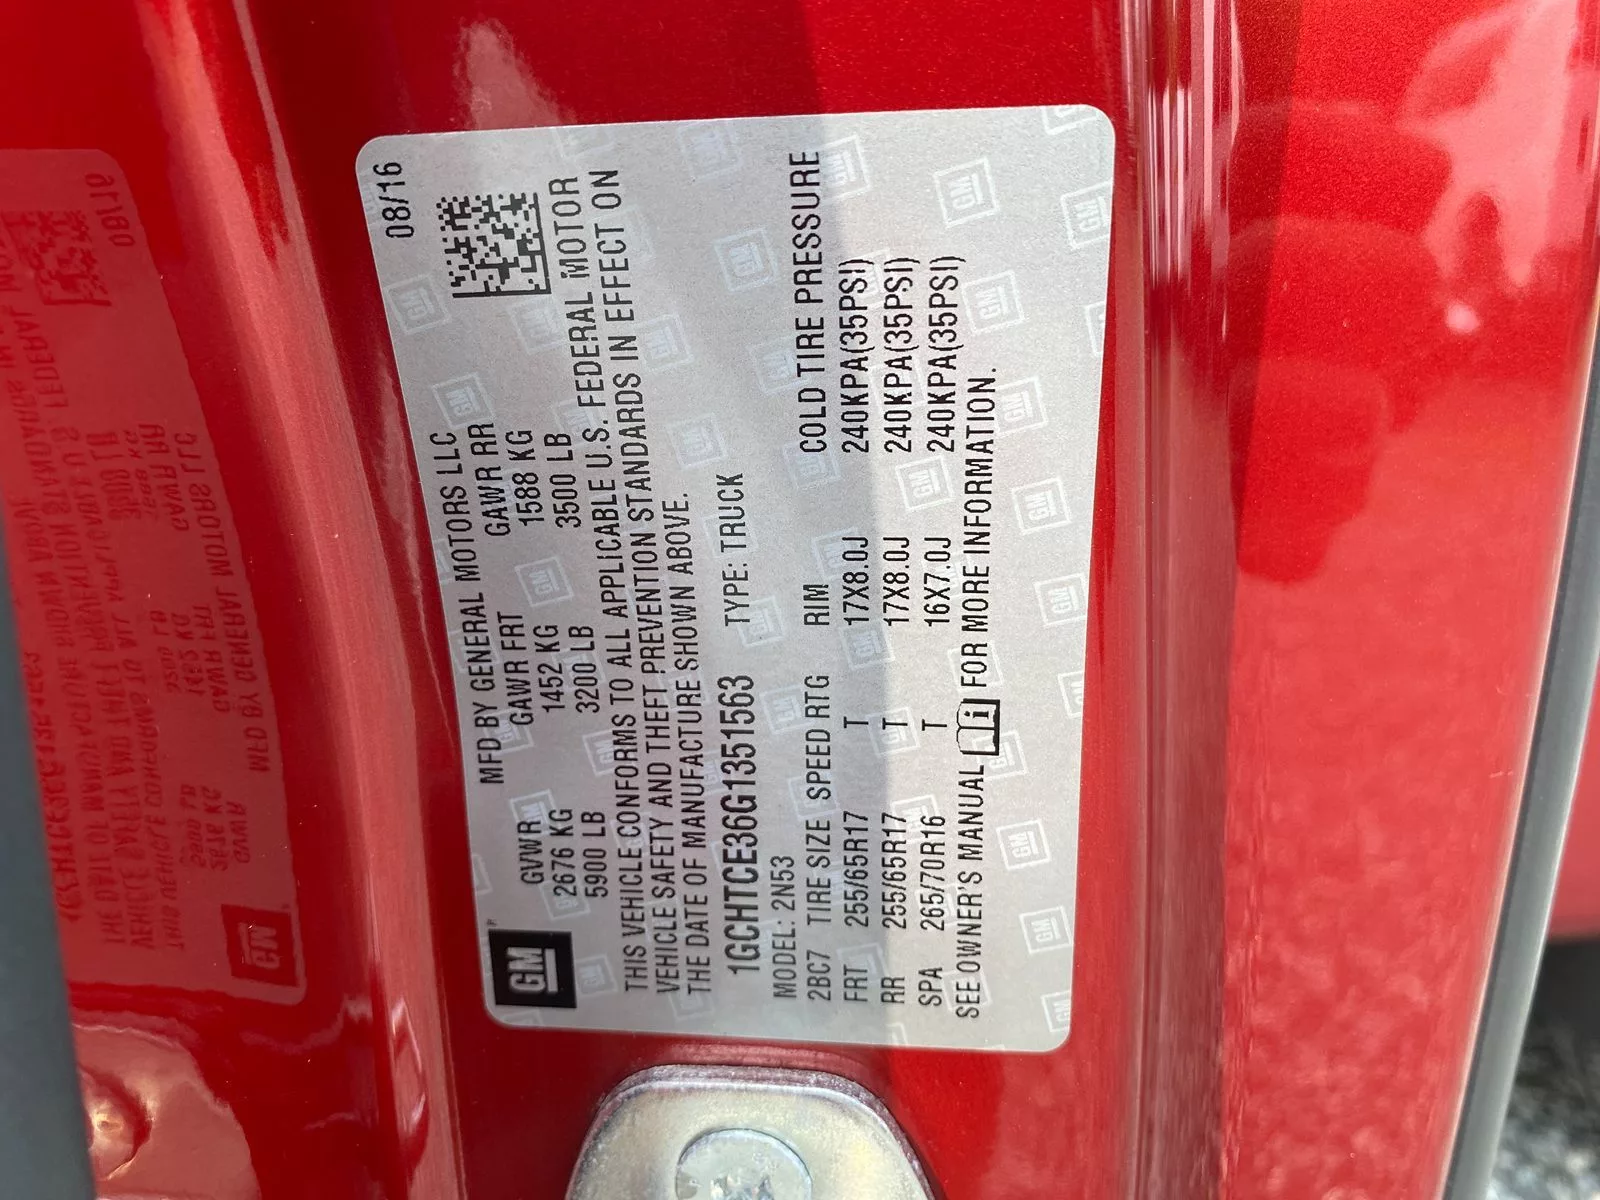 08/16
MFD BY GENERAL MOTORS LLC
GM
GVWR GAWR FRT GAWR RR
2676 KG 1452 KG 1588 KG
5900 LB 3200 LB 3500 LB
THIS VEHICLE CONFORMS TO ALL APPLICABLE U.S. FEDERAL MOTOR
VEHICLE SAFETY AND THEFT PREVENTION STANDARDS IN EFFECT ON
THE DATE OF MANUFACTURE SHOWN ABOVE.
1GCHTCE36G1351563 TYPE: TRUCK
MODEL: 2N53
2BC7 TIRE SIZE SPEED RTG RIM COLD TIRE PRESSURE
FRT 255/65R17 T 17X8.0J 240KPA(35PSI)
RR 255/65R17 T 17X8.0J 240KPA(35PSI)
SPA 265/70R16 T 16X7.0J 240KPA(35PSI)
SEE OWNER'S MANUAL i FOR MORE INFORMATION.